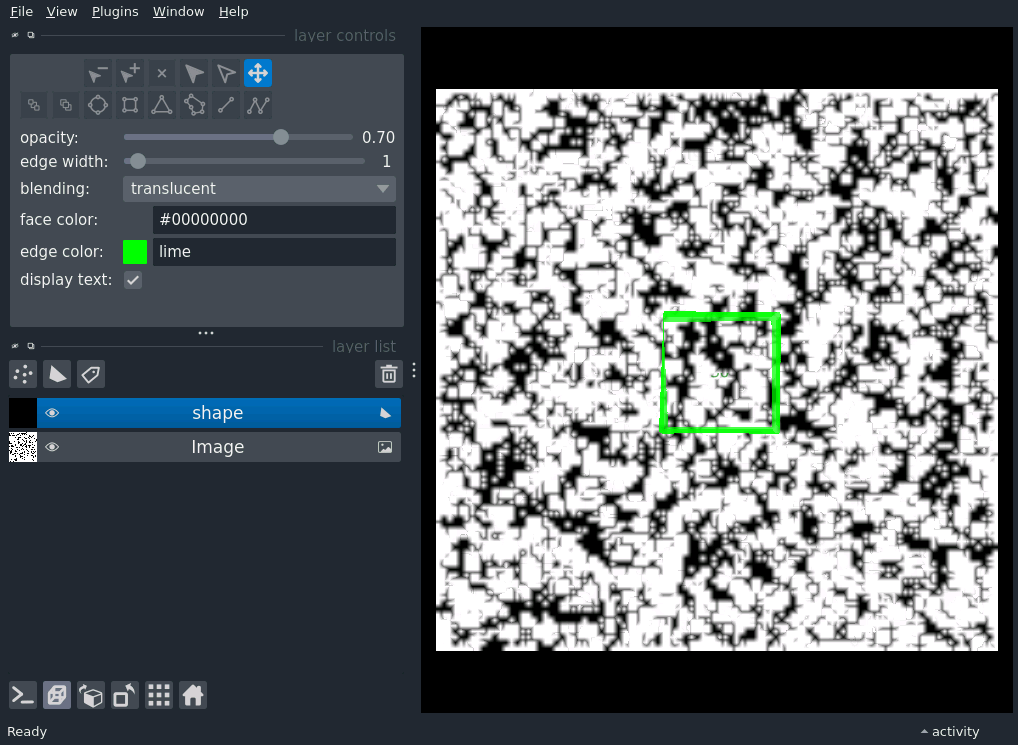 File View Plugins Window Help
layer controls
opacity: 0.70
edge width: 1
blending: translucent
face color: #00000000
edge color: lime
display text:
layer list
shape
Image
Ready
activity